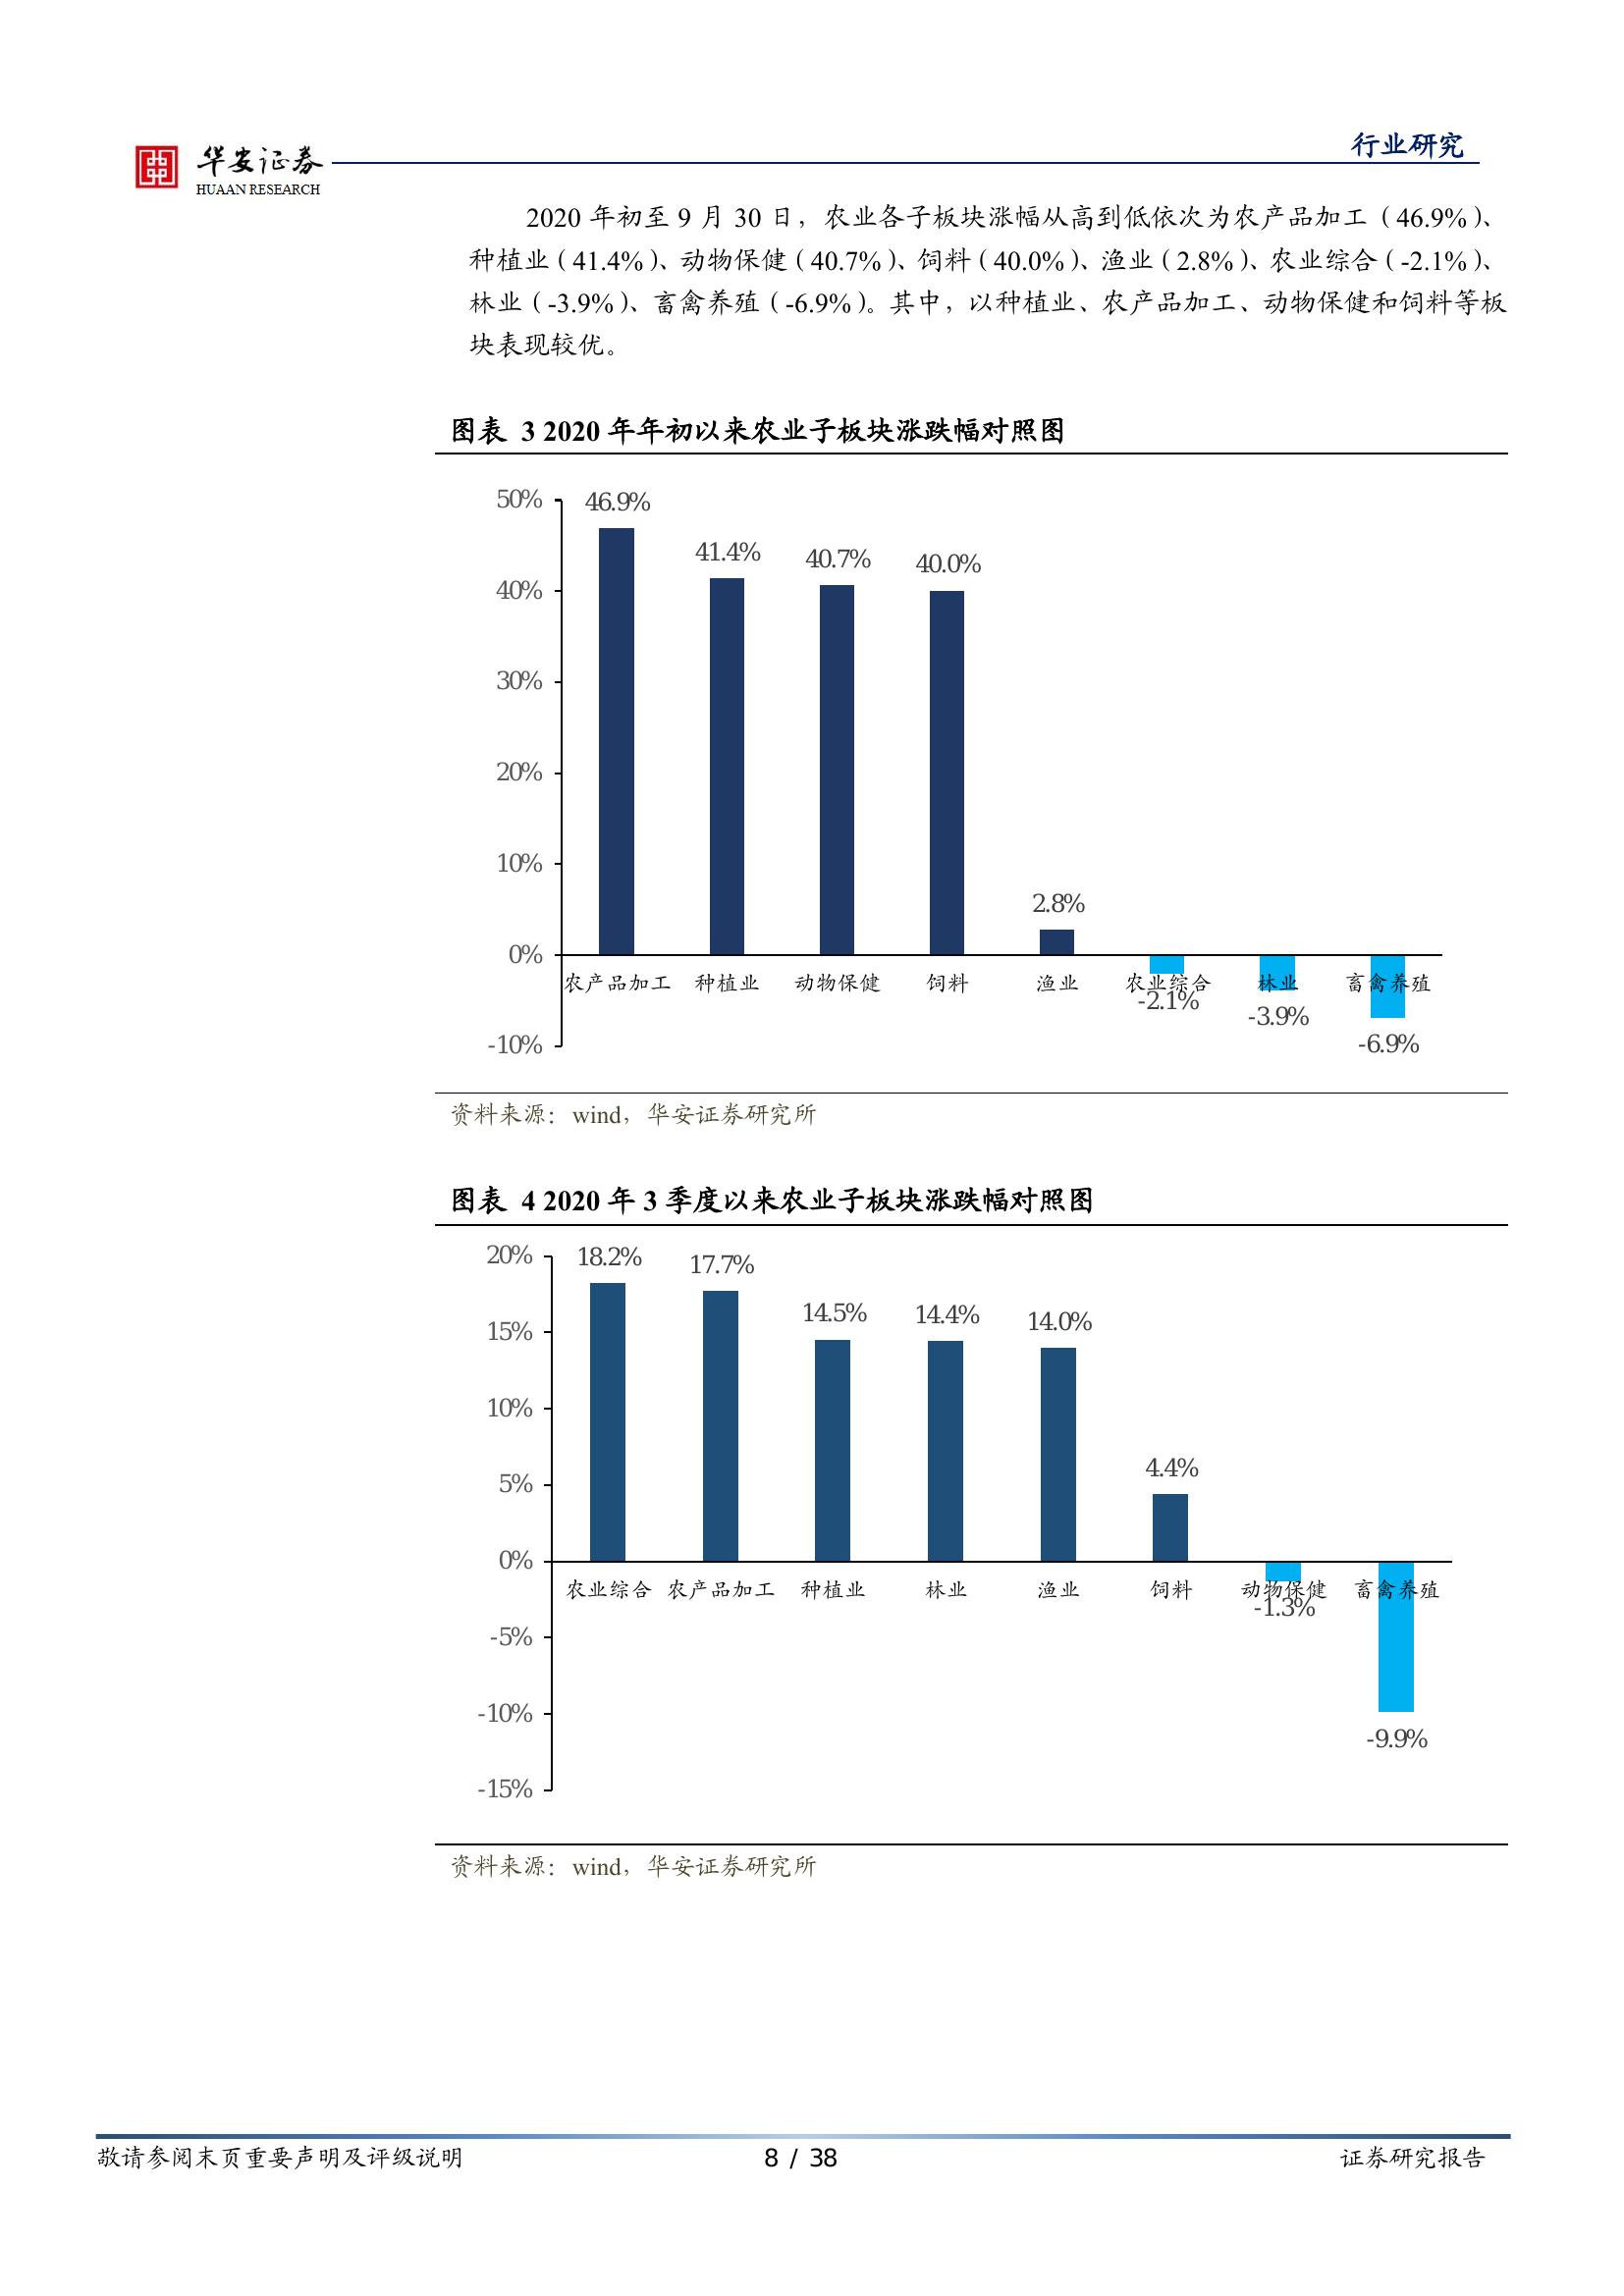 行业研究
华安证券
HUAAN RESEARCH
2020 年初至 9 月 30 日，农业各子板块涨幅从高到低依次为农产品加工（46.9%）、
种植业（41.4%）、动物保健（40.7%）、饲料（40.0%）、渔业（2.8%）、农业综合（-2.1%）、
林业（-3.9%）、畜禽养殖（-6.9%）。其中，以种植业、农产品加工、动物保健和饲料等板
块表现较优。
图表 3 2020 年年初以来农业子板块涨跌幅对照图
50%
40%
30%
20%
10%
0%
-10%
46.9%
41.4%
40.7%
40.0%
2.8%
-2.1%
-3.9%
-6.9%
农产品加工 种植业 动物保健 饲料 渔业 农业综合 林业 畜禽养殖
资料来源：wind，华安证券研究所
图表 4 2020 年 3 季度以来农业子板块涨跌幅对照图
20%
15%
10%
5%
0%
-5%
-10%
-15%
18.2%
17.7%
14.5%
14.4%
14.0%
4.4%
-1.3%
-9.9%
农业综合 农产品加工 种植业 林业 渔业 饲料 动物保健 畜禽养殖
资料来源：wind，华安证券研究所
敬请参阅末页重要声明及评级说明 8 / 38 证券研究报告